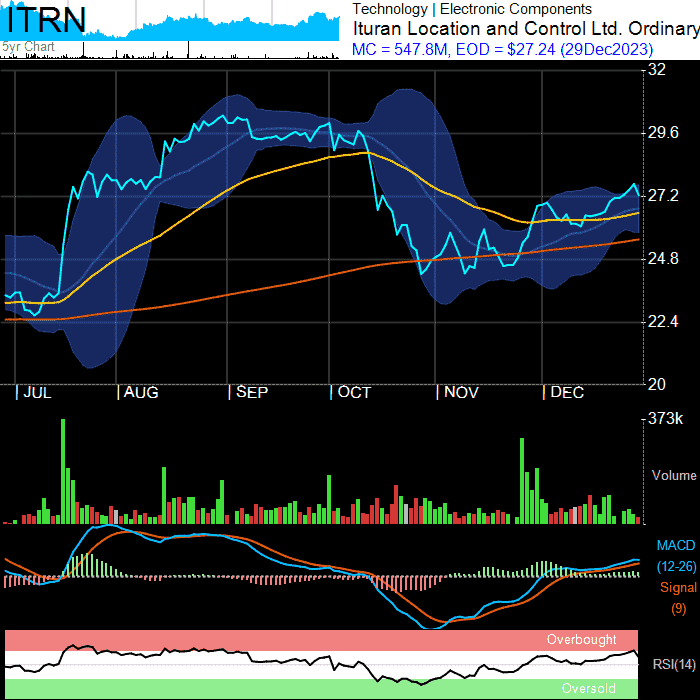 ITRN
5yr Chart
Technology | Electronic Components
Ituran Location and Control Ltd. Ordinary
MC = 547.8M, EOD = $27.24 (29Dec2023)
32
29.6
27.2
24.8
22.4
20
JUL AUG SEP OCT NOV DEC
373k
Volume
MACD
(12-26)
Signal
(9)
Overbought
RSI(14)
Oversold